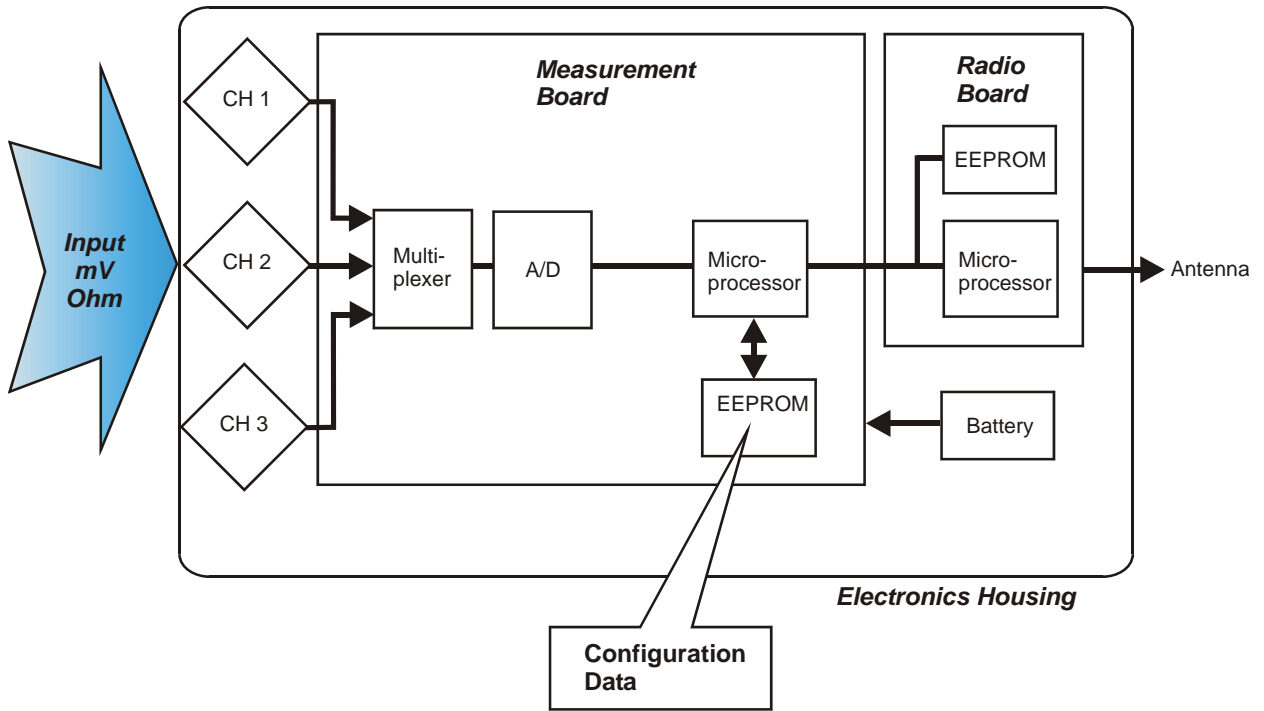 Input
mV
Ohm
CH 1
CH 2
CH 3
Measurement
Board
Multi-
plexer
A/D
Micro-
processor
EEPROM
Radio
Board
EEPROM
Micro-
processor
Antenna
Battery
Electronics Housing
Configuration
Data